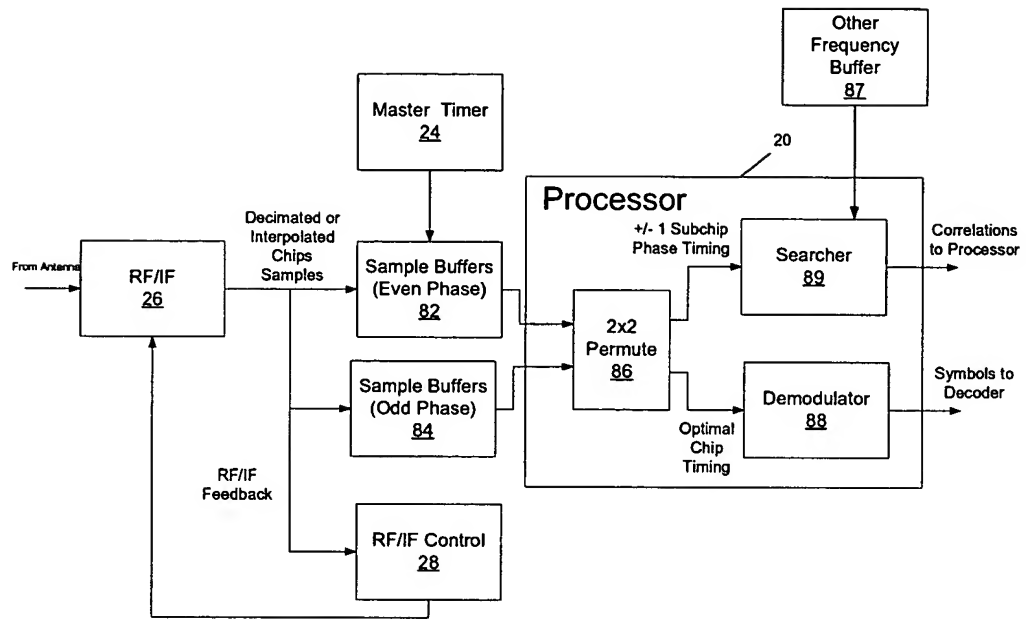 Other
Frequency
Buffer
87
Master Timer
24
20
Processor
Decimated or
Interpolated
Chips
Samples
+/- 1 Subchip
Phase Timing
Correlations
to Processor
From Antenna
RF/IF
26
Sample Buffers
(Even Phase)
82
Searcher
89
2x2
Permute
86
Sample Buffers
(Odd Phase)
84
Symbols to
Decoder
Demodulator
88
Optimal
Chip
Timing
RF/IF
Feedback
RF/IF Control
28